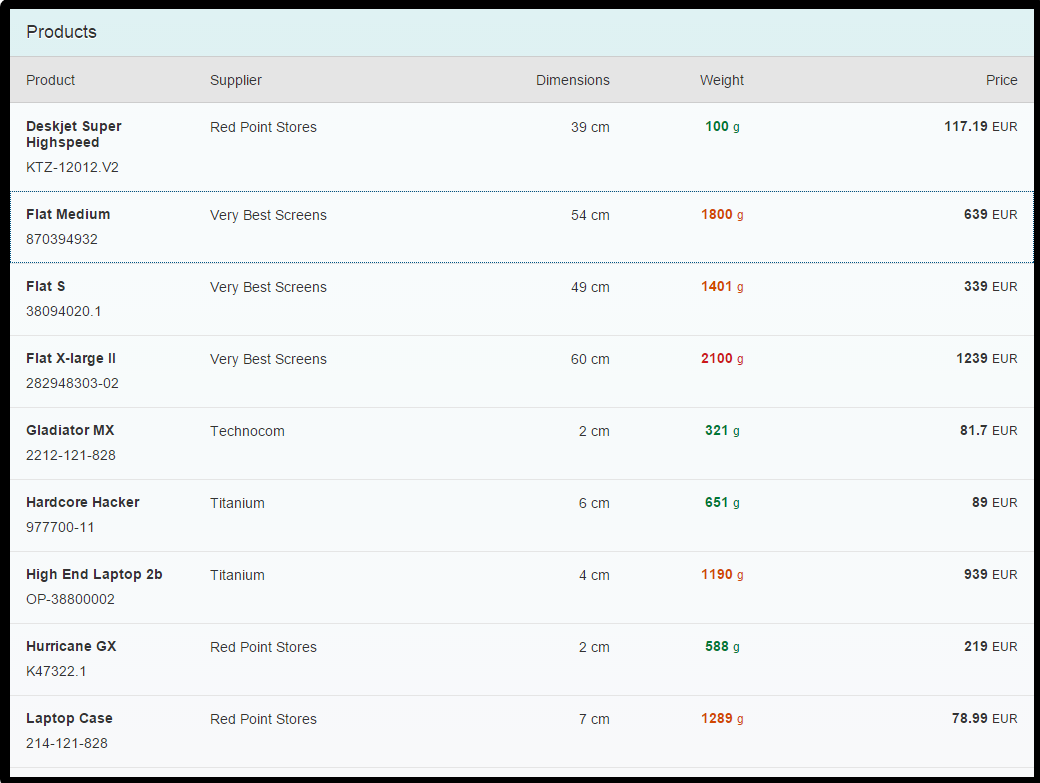 Products
Product Supplier Dimensions Weight Price
Deskjet Super Red Point Stores 39 cm 100 g 117.19 EUR
Highspeed
KTZ-12012.V2
Flat Medium Very Best Screens 54 cm 1800 g 639 EUR
870394932
Flat S Very Best Screens 49 cm 1401 g 339 EUR
38094020.1
Flat X-large II Very Best Screens 60 cm 2100 g 1239 EUR
282948303-02
Gladiator MX Technocom 2 cm 321 g 81.7 EUR
2212-121-828
Hardcore Hacker Titanium 6 cm 651 g 89 EUR
977700-11
High End Laptop 2b Titanium 4 cm 1190 g 939 EUR
OP-38800002
Hurricane GX Red Point Stores 2 cm 588 g 219 EUR
K47322.1
Laptop Case Red Point Stores 7 cm 1289 g 78.99 EUR
214-121-828